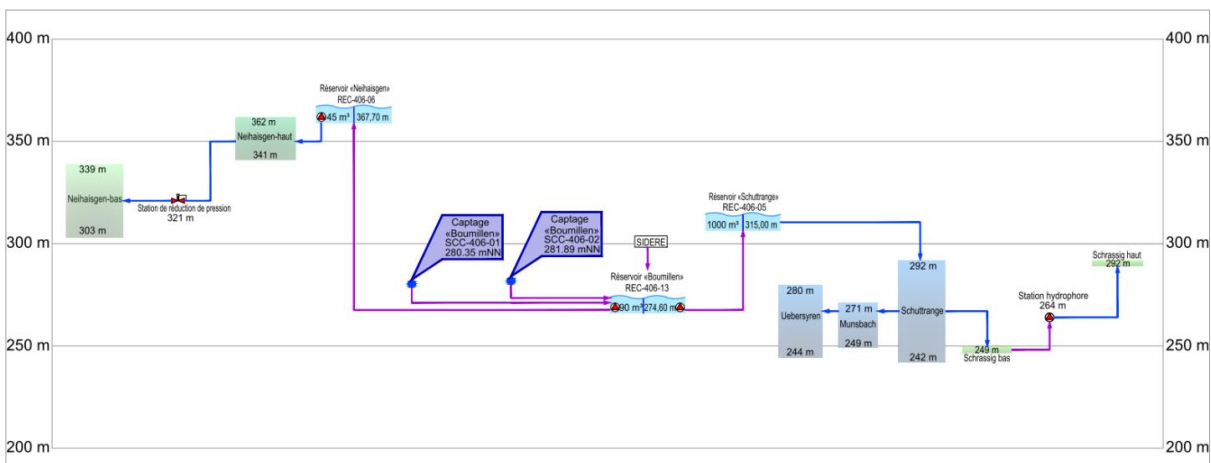 400 m
400 m
Réservoir «Neihaisgen»
REC-406-06
45 m³ 367,70 m
362 m
Neihaisgen-haut
341 m
350 m
350 m
339 m
Neihaisgen-bas
303 m
Station de réduction de pression
321 m
Captage
«Boumillen»
SCC-406-01
280.35 mNN
Captage
«Boumillen»
SCC-406-02
281.89 mNN
SIDERE
Réservoir «Boumillen»
REC-406-13
90 m³ 274,60 m
Réservoir «Schuttrange»
REC-406-05
1000 m³ 315,00 m
300 m
300 m
280 m
Uebersyren
244 m
271 m
Munsbach
249 m
292 m
Schuttrange
242 m
249 m
Schrassig bas
Station hydrophore
264 m
Schrassig haut
292 m
250 m
250 m
200 m
200 m